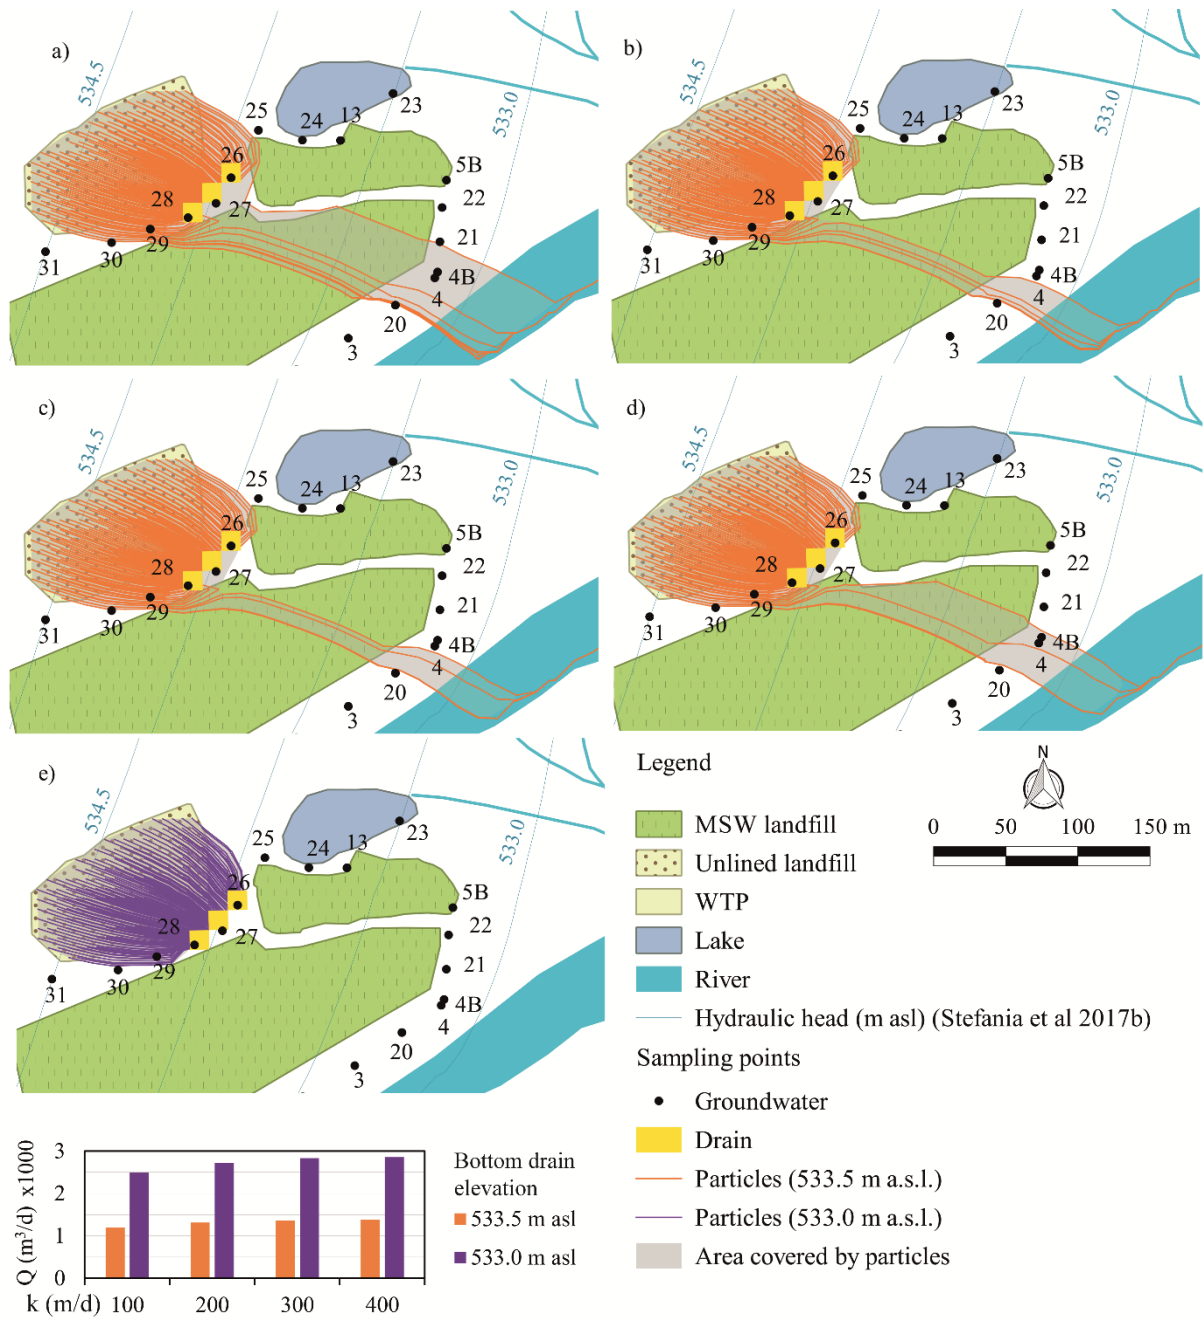 a)
534.5
25
24
13
23
533.0
26
5B
28
22
27
21
29
30
31
4B
4
20
3
b)
534.5
25
24
13
23
533.0
26
5B
28
22
27
21
29
30
31
4B
4
20
3
c)
534.5
25
24
13
23
533.0
26
5B
28
22
27
21
29
30
31
4B
4
20
3
d)
534.5
25
24
13
23
533.0
26
5B
28
22
27
21
29
30
31
4B
4
20
3
e)
534.5
25
24
13
23
533.0
26
5B
28
22
27
21
29
30
31
4B
4
20
3
Legend
N
0 50 100 150 m
MSW landfill
Unlined landfill
WTP
Lake
River
Hydraulic head (m asl) (Stefania et al 2017b)
Sampling points
Groundwater
Drain
Particles (533.5 m a.s.l.)
Particles (533.0 m a.s.l.)
Area covered by particles
Q (m³/d) x1000
3
2
1
0
k (m/d) 100 200 300 400
Bottom drain
elevation
533.5 m asl
533.0 m asl